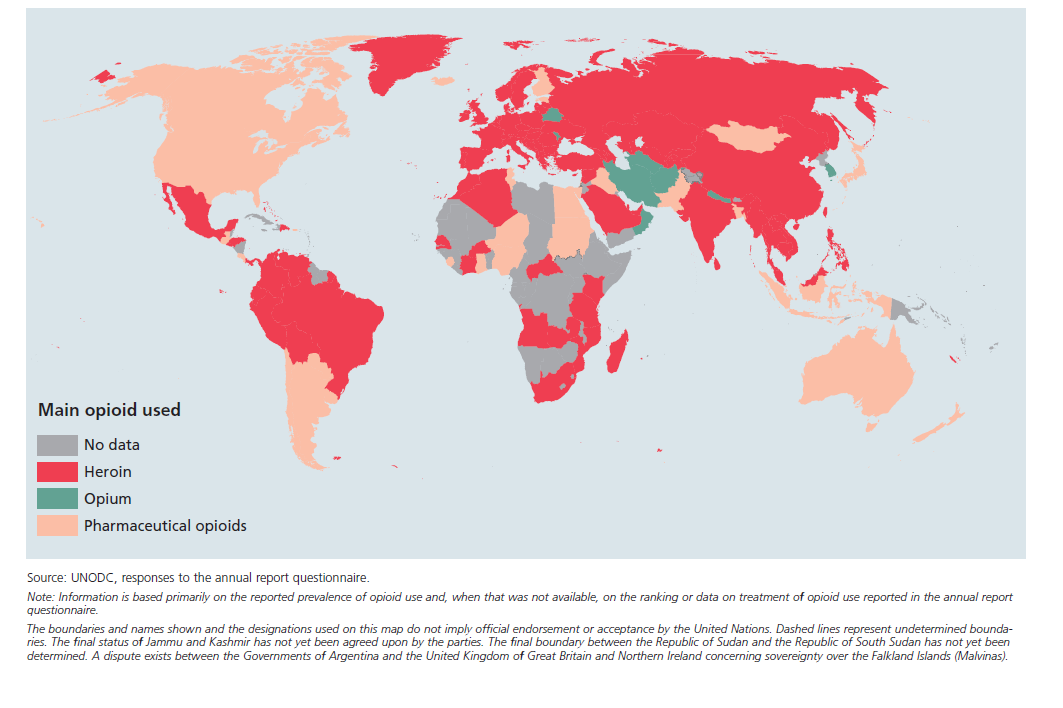 Main opioid used
No data
Heroin
Opium
Pharmaceutical opioids
Source: UNODC, responses to the annual report questionnaire.
Note: Information is based primarily on the reported prevalence of opioid use and, when that was not available, on the ranking or data on treatment of opioid use reported in the annual report
questionnaire.
The boundaries and names shown and the designations used on this map do not imply official endorsement or acceptance by the United Nations. Dashed lines represent undetermined bounda-
ries. The final status of Jammu and Kashmir has not yet been agreed upon by the parties. The final boundary between the Republic of Sudan and the Republic of South Sudan has not yet been
determined. A dispute exists between the Governments of Argentina and the United Kingdom of Great Britain and Northern Ireland concerning sovereignty over the Falkland Islands (Malvinas).